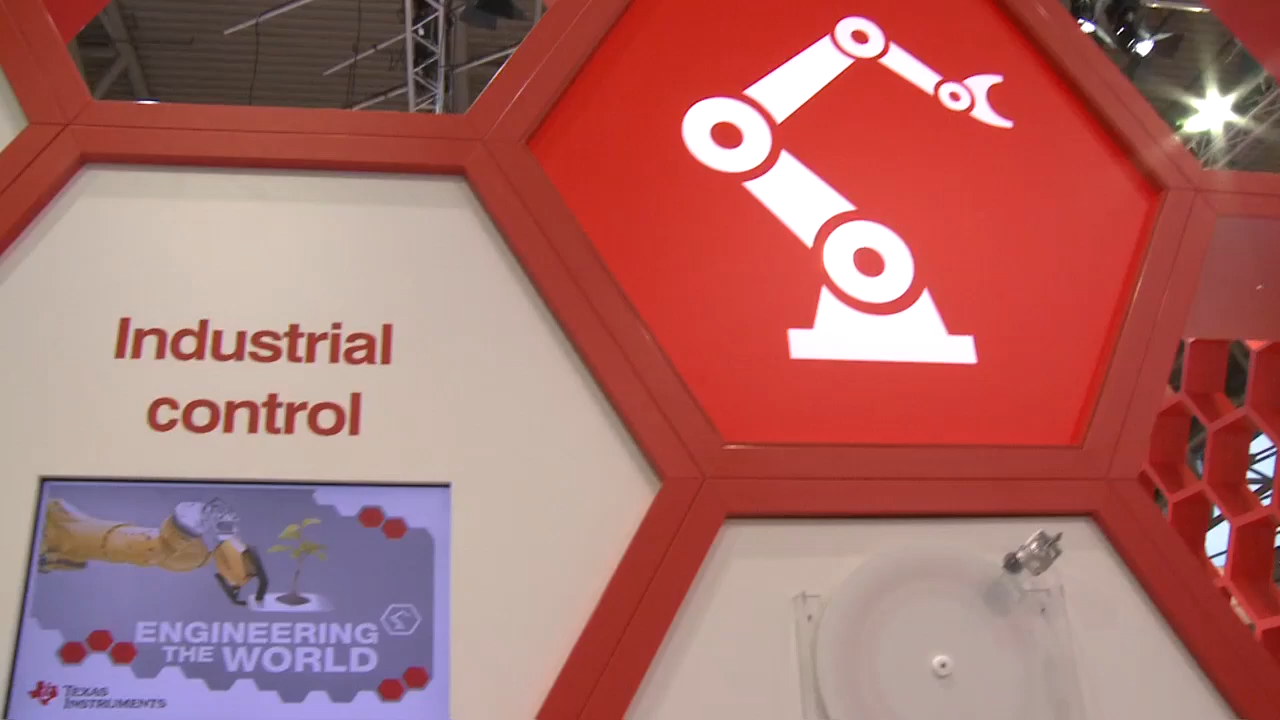 Industrial
control
ENGINEERING
THE WORLD
TEXAS
INSTRUMENTS